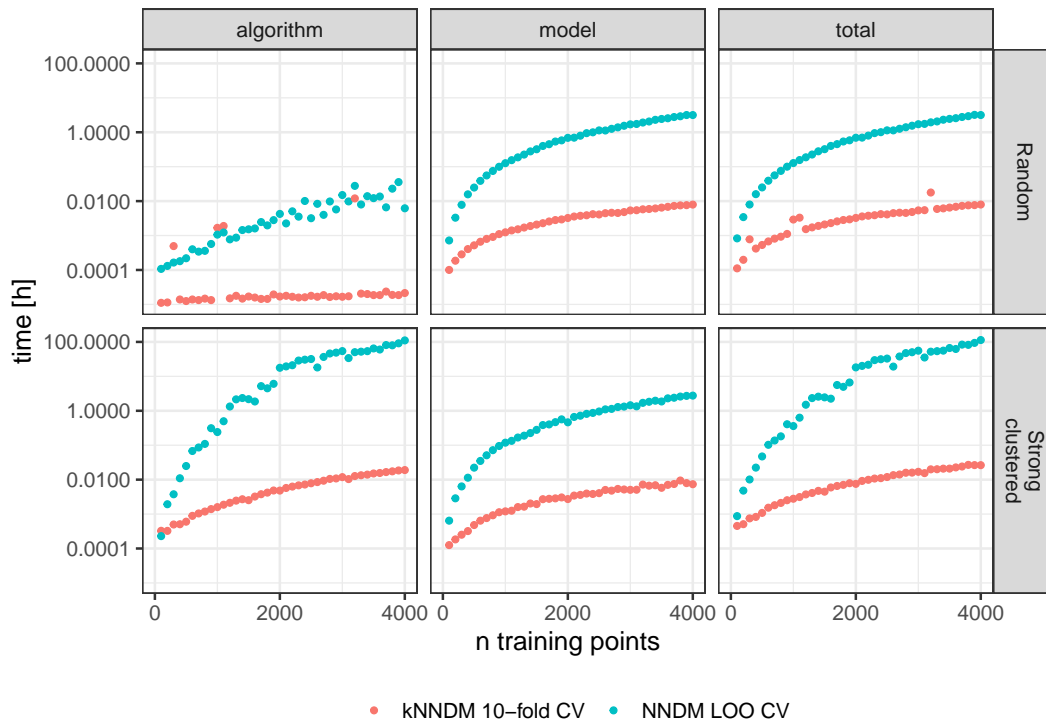 algorithm model total
100.0000
1.0000
0.0100
0.0001
Random
time [h]
100.0000
1.0000
0.0100
0.0001
Strong
clustered
0 2000 4000 0 2000 4000 0 2000 4000
n training points
kNNDM 10−fold CV NNDM LOO CV